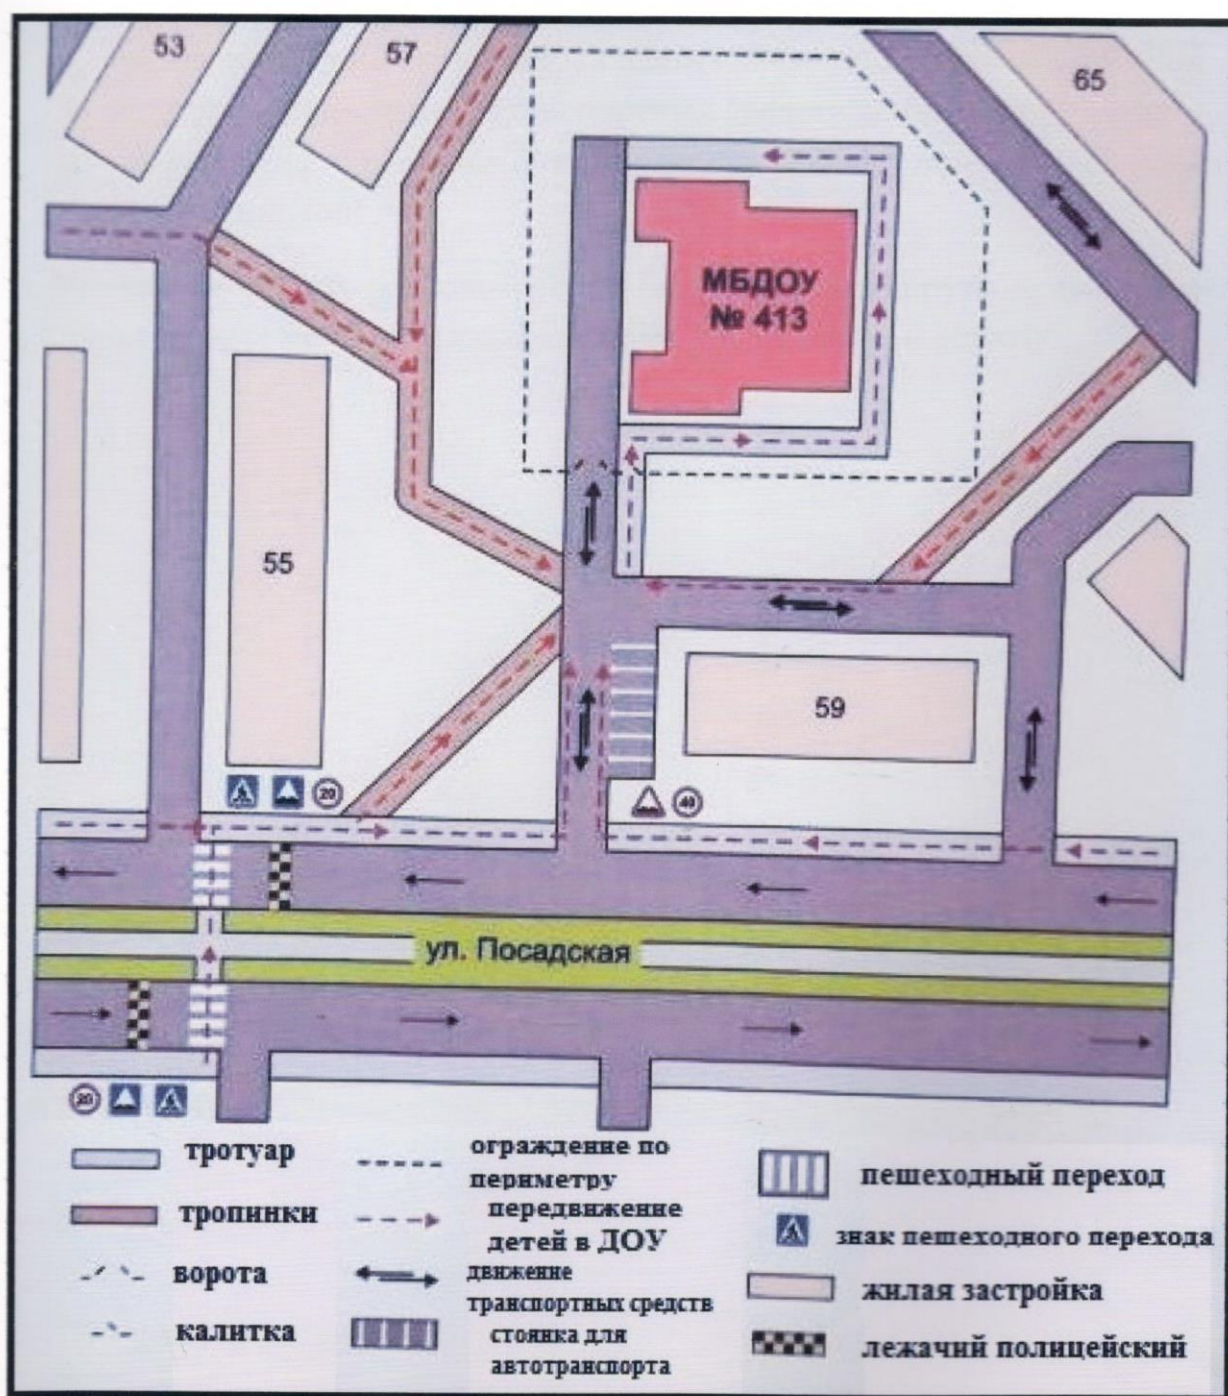 53
57
65
МБДОУ
№ 413
55
59
20
40
ул. Посадская
20
тротуар
тропинки
ворота
калитка
ограждение по
периметру
передвижение
детей в ДОУ
движение
транспортных средств
стоянка для
автотранспорта
пешеходный переход
знак пешеходного перехода
жилая застройка
лежачий полицейский